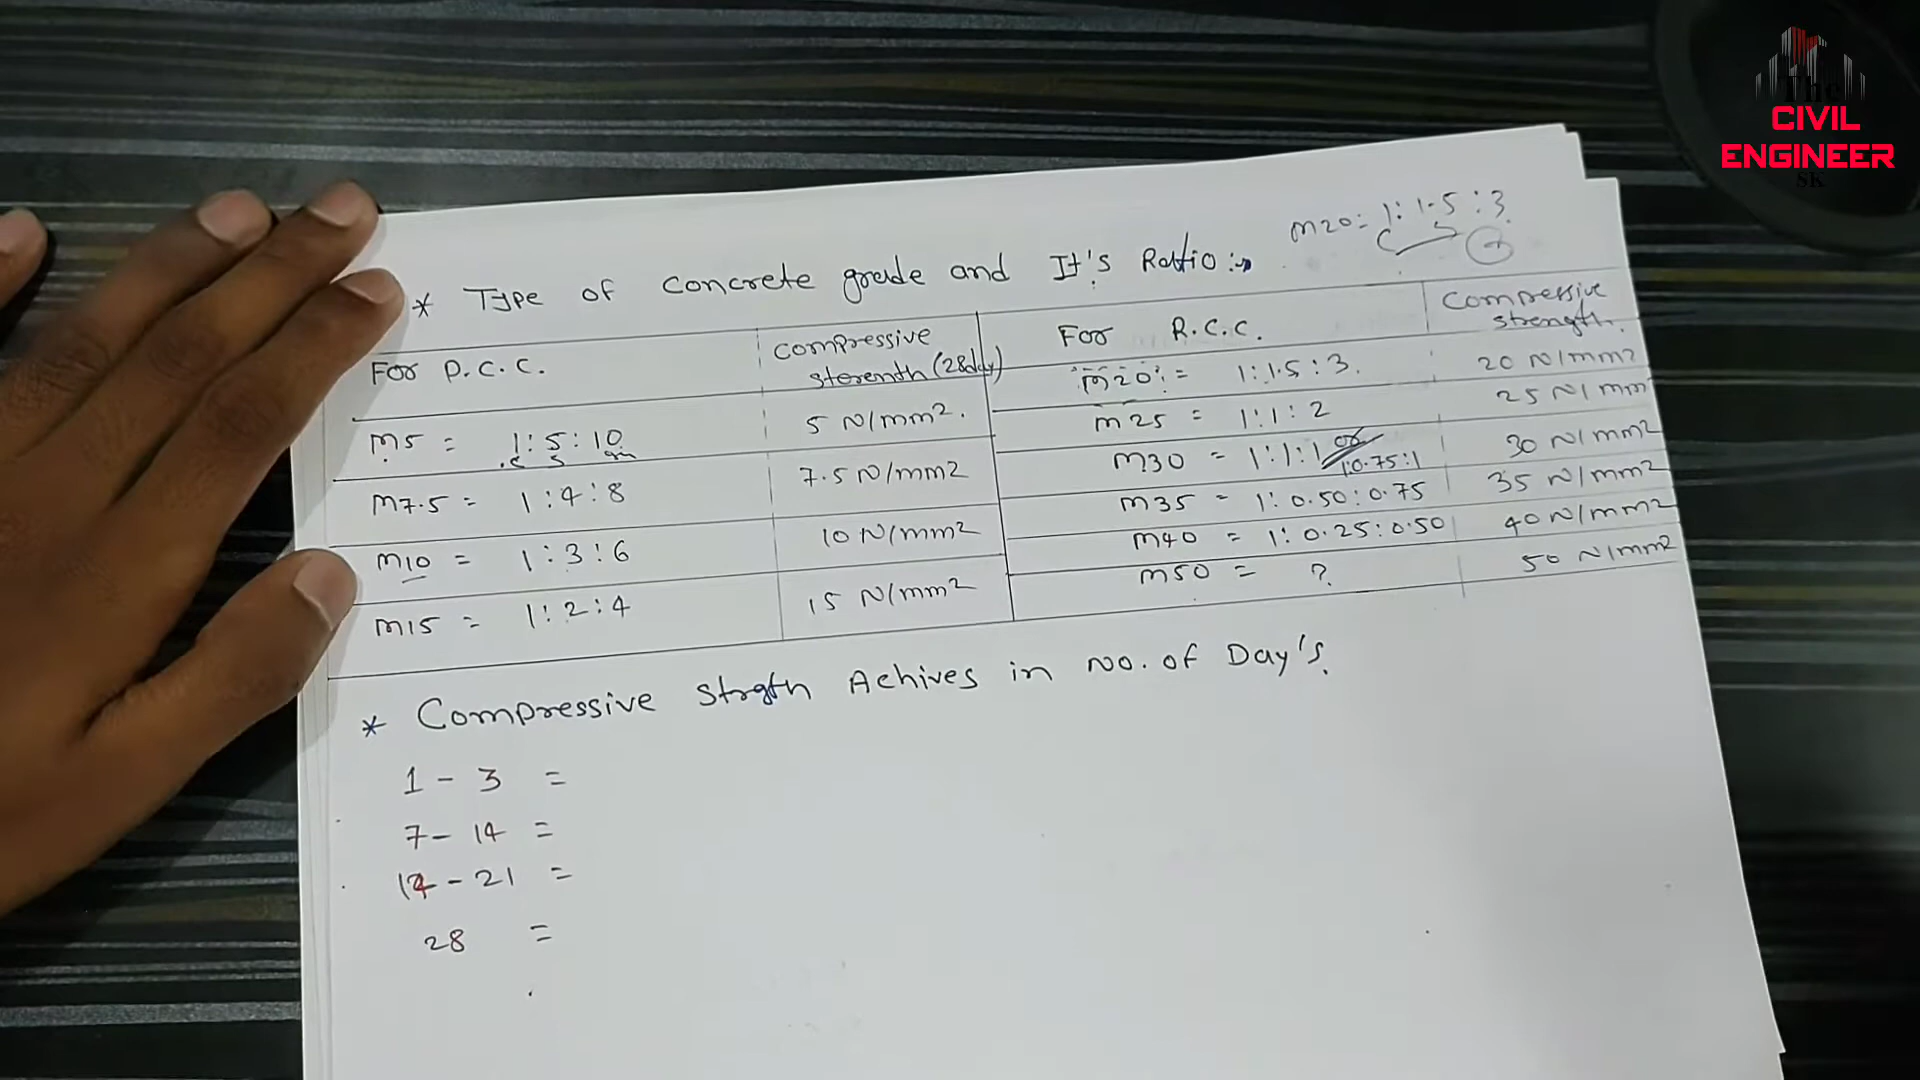 The
CIVIL
ENGINEER
SK
M20= 1:1.5:3
C S
* Type of concrete grade and It's Ratio:-
For P.C.C.
compressive
sterenth (28day)
For R.C.C.
compressive
strength.
M5 = 1:5:10
c s
5 N/mm2.
M20 = 1:1.5:3.
20 N/mm2
M25 = 1:1:2
25 N/mm
M7.5 = 1:4:8
7.5 N/mm2
M30 = 1:1:1 or
1:0.75:1
30 N/mm2
M35 = 1:0.50:0.75
35 N/mm2
M10 = 1:3:6
10 N/mm2
M40 = 1:0.25:0.50
40 N/mm2
M50 = ?
50 N/mm2
M15 = 1:2:4
15 N/mm2
* Compressive Strgth Achives in No. of Day's.
1 - 3 =
7 - 14 =
14 - 21 =
28 =